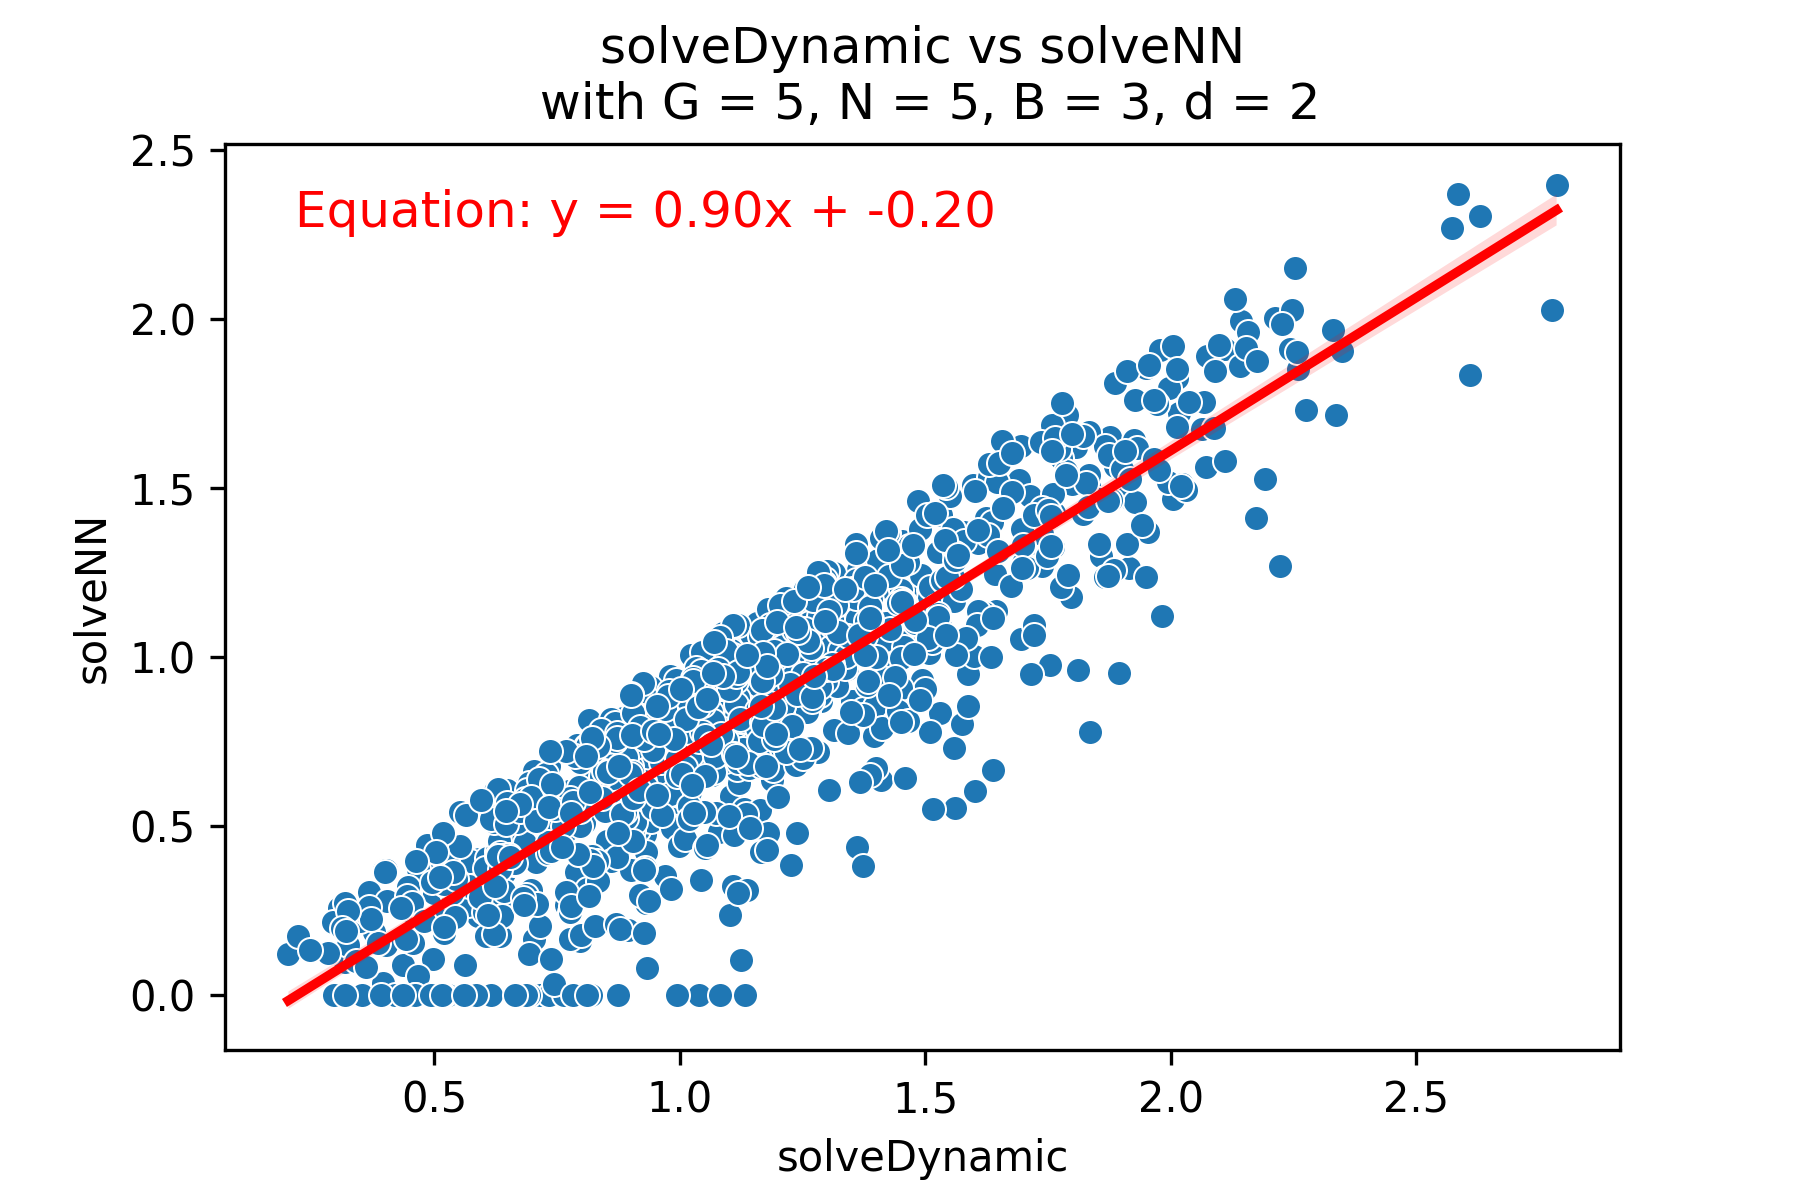 solveDynamic vs solveNN
with G = 5, N = 5, B = 3, d = 2
Equation: y = 0.90x + -0.20
2.5
2.0
1.5
1.0
0.5
0.0
solveNN
0.5 1.0 1.5 2.0 2.5
solveDynamic